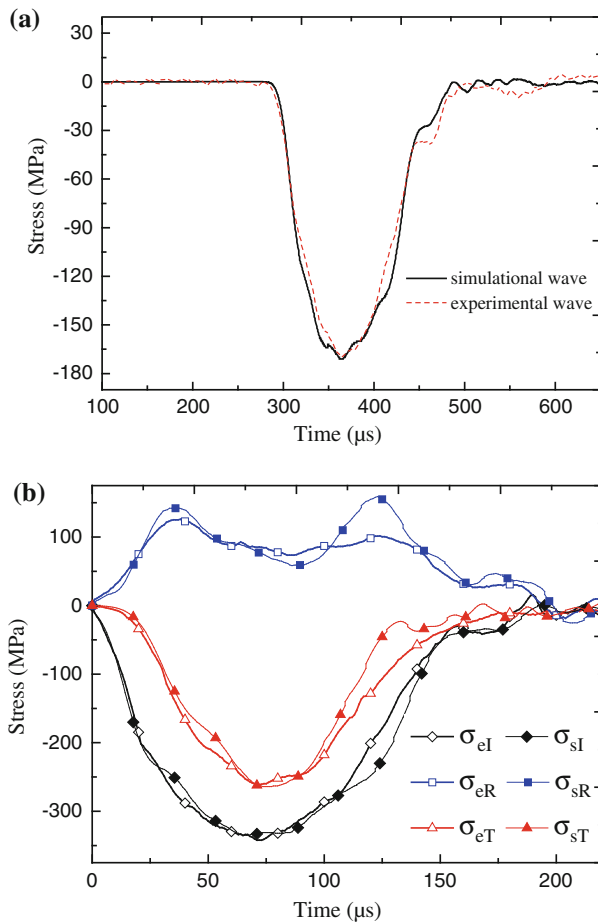 (a)
0
-30
-60
-90
-120
-150
-180
Stress (MPa)
simulational wave
experimental wave
100 200 300 400 500 600
Time (μs)
(b)
100
0
-100
-200
-300
Stress (MPa)
σeI σsI
σeR σsR
σeT σsT
0 50 100 150 200
Time (μs)